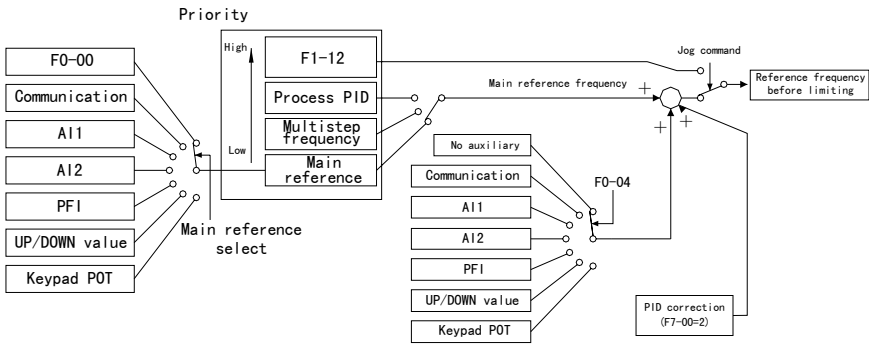 Priority
High
Low
F0-00
Communication
AI1
AI2
PFI
UP/DOWN value
Keypad POT
Main reference
select
F1-12
Process PID
Multistep
frequency
Main
reference
Main reference frequency
Jog command
Reference frequency
before limiting
+
+
+
No auxiliary
Communication
AI1
AI2
PFI
UP/DOWN value
Keypad POT
F0-04
PID correction
(F7-00=2)